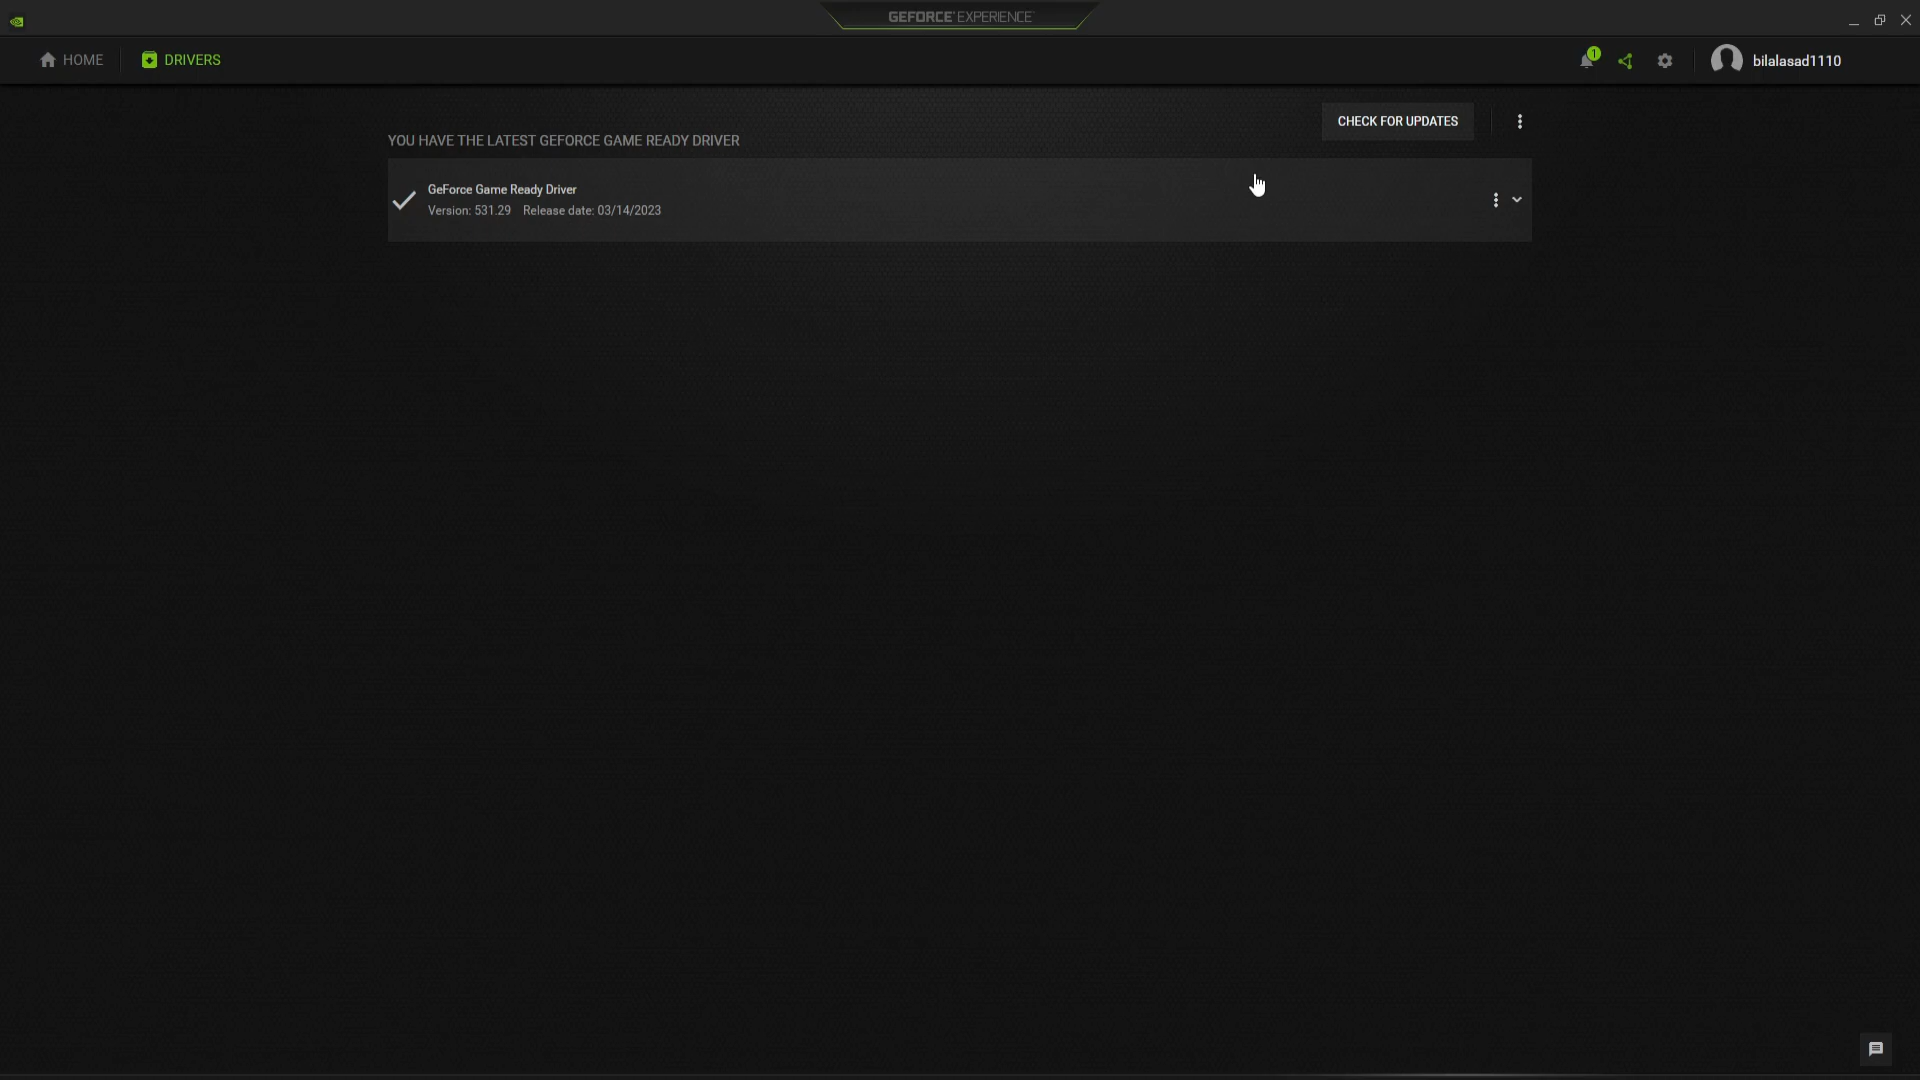 GEFORCE EXPERIENCE
HOME
DRIVERS
1
bilalasad1110
CHECK FOR UPDATES
YOU HAVE THE LATEST GEFORCE GAME READY DRIVER
GeForce Game Ready Driver
Version: 531.29 Release date: 03/14/2023